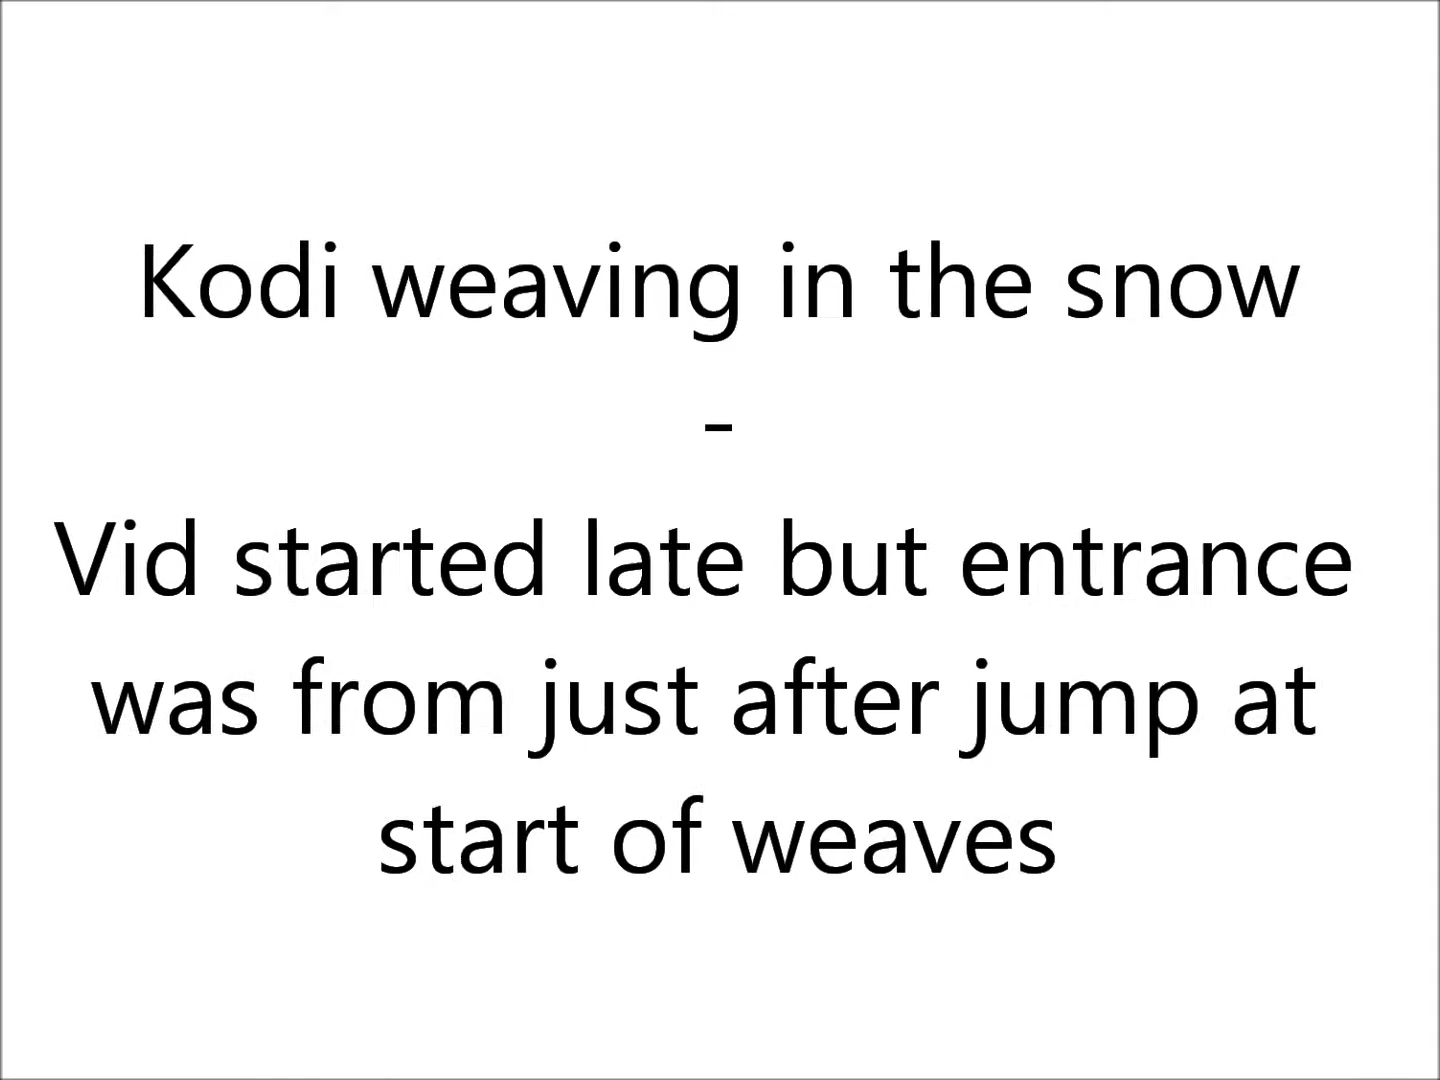 Kodi weaving in the snow
-
Vid started late but entrance
was from just after jump at
start of weaves